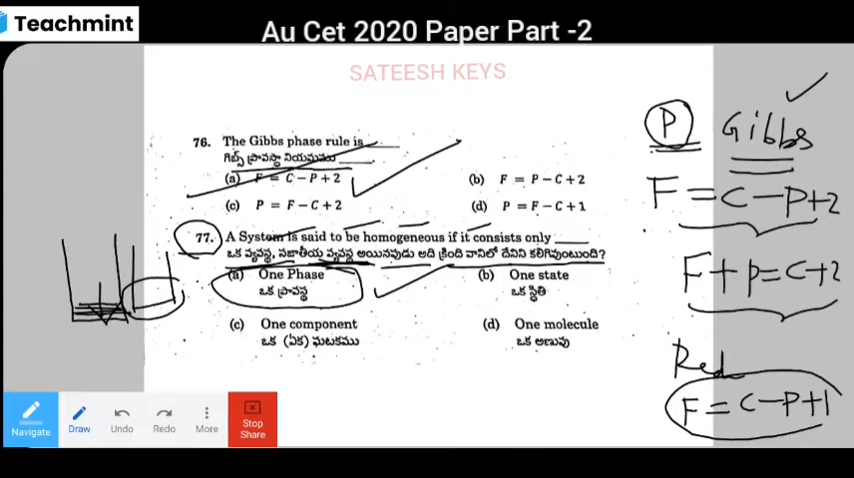 Teachmint
Au Cet 2020 Paper Part -2
SATEESH KEYS
76. The Gibbs phase rule is ____
గిబ్స్ ప్రావస్థా నియమము ____
(a) F = C – P + 2
(b) F = P – C + 2
(c) P = F – C + 2
(d) P = F – C + 1
77. A System is said to be homogeneous if it consists only ____
ఒక వ్యవస్థ, సజాతీయ వ్యవస్థ అయినపుడు అది క్రింది వానిలో దేనిని కలిగివుంటుంది?
(a) One Phase
ఒక ప్రావస్థ
(b) One state
ఒక స్థితి
(c) One component
ఒక (ఏక) ఘటకము
(d) One molecule
ఒక అణువు
P Gibbs
F = C – P + 2
F + P = C + 2
Red
F = C – P + 1
Navigate
Draw
Undo
Redo
More
Stop
Share